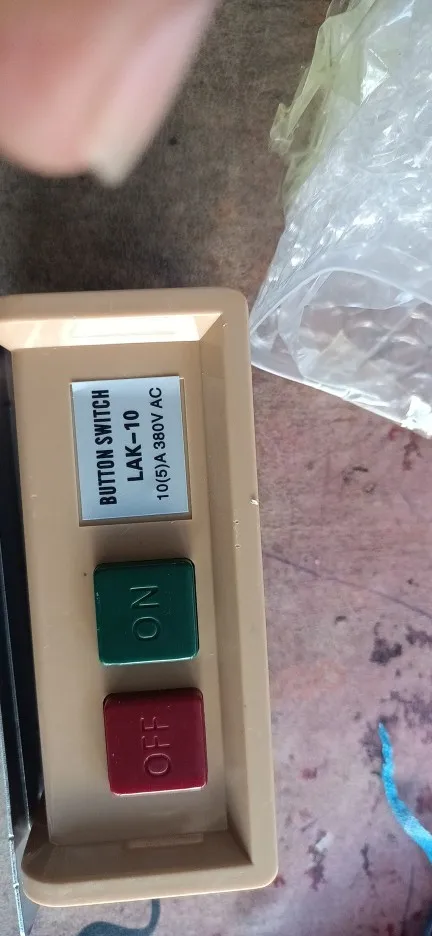 BUTTON SWITCH
LAK-10
10(5)A 380V AC
ON
OFF